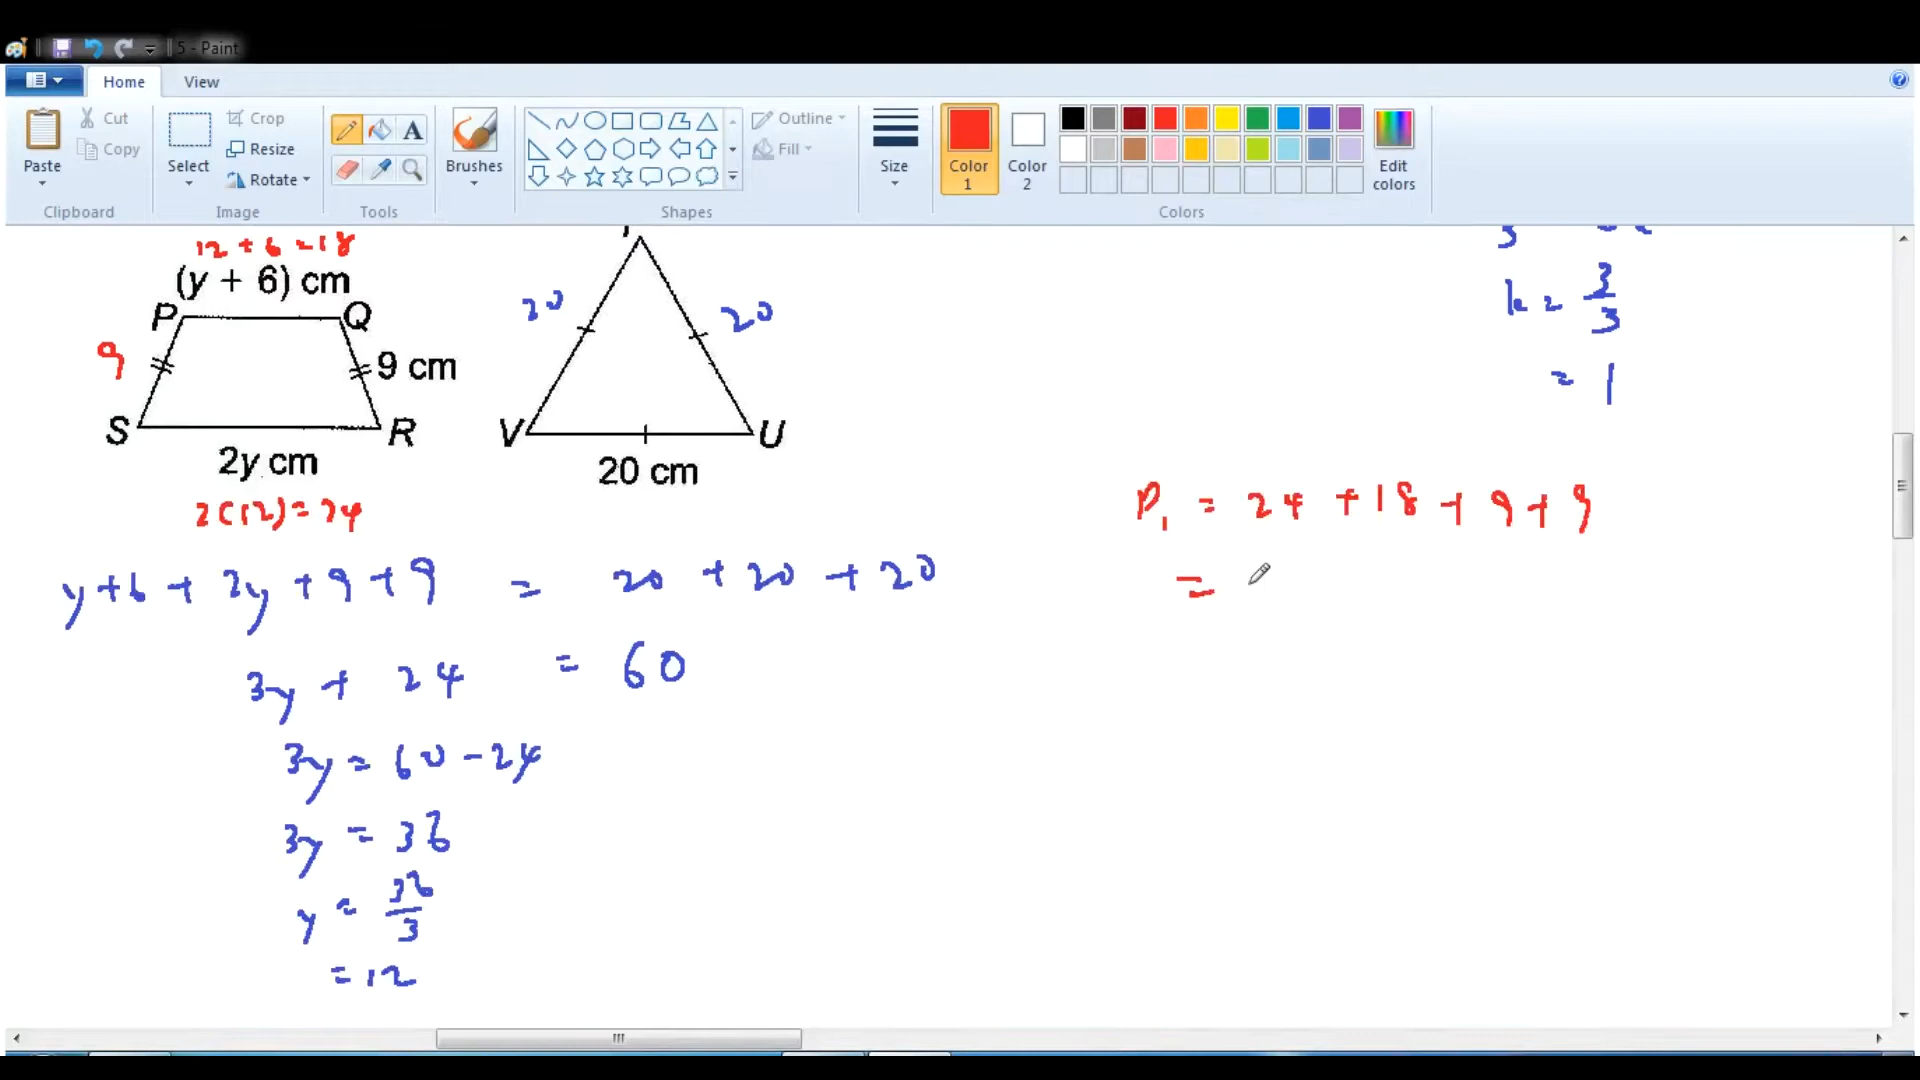 5 - Paint
Home View
Paste
Cut
Copy
Clipboard
Select
Crop
Resize
Rotate
Image
A
Tools
Brushes
Outline
Fill
Shapes
Size
Color 1
Color 2
Edit colors
Colors
12 + 6 = 18
(y + 6) cm
P Q
9
9 cm
S R
2y cm
2(12) = 24
20 20
V U
20 cm
k = 3/3
= 1
y+6 + 2y + 9 + 9 = 20 + 20 + 20
3y + 24 = 60
3y = 60 - 24
3y = 36
y = 36/3
= 12
P₁ = 24 + 18 + 9 + 9
=